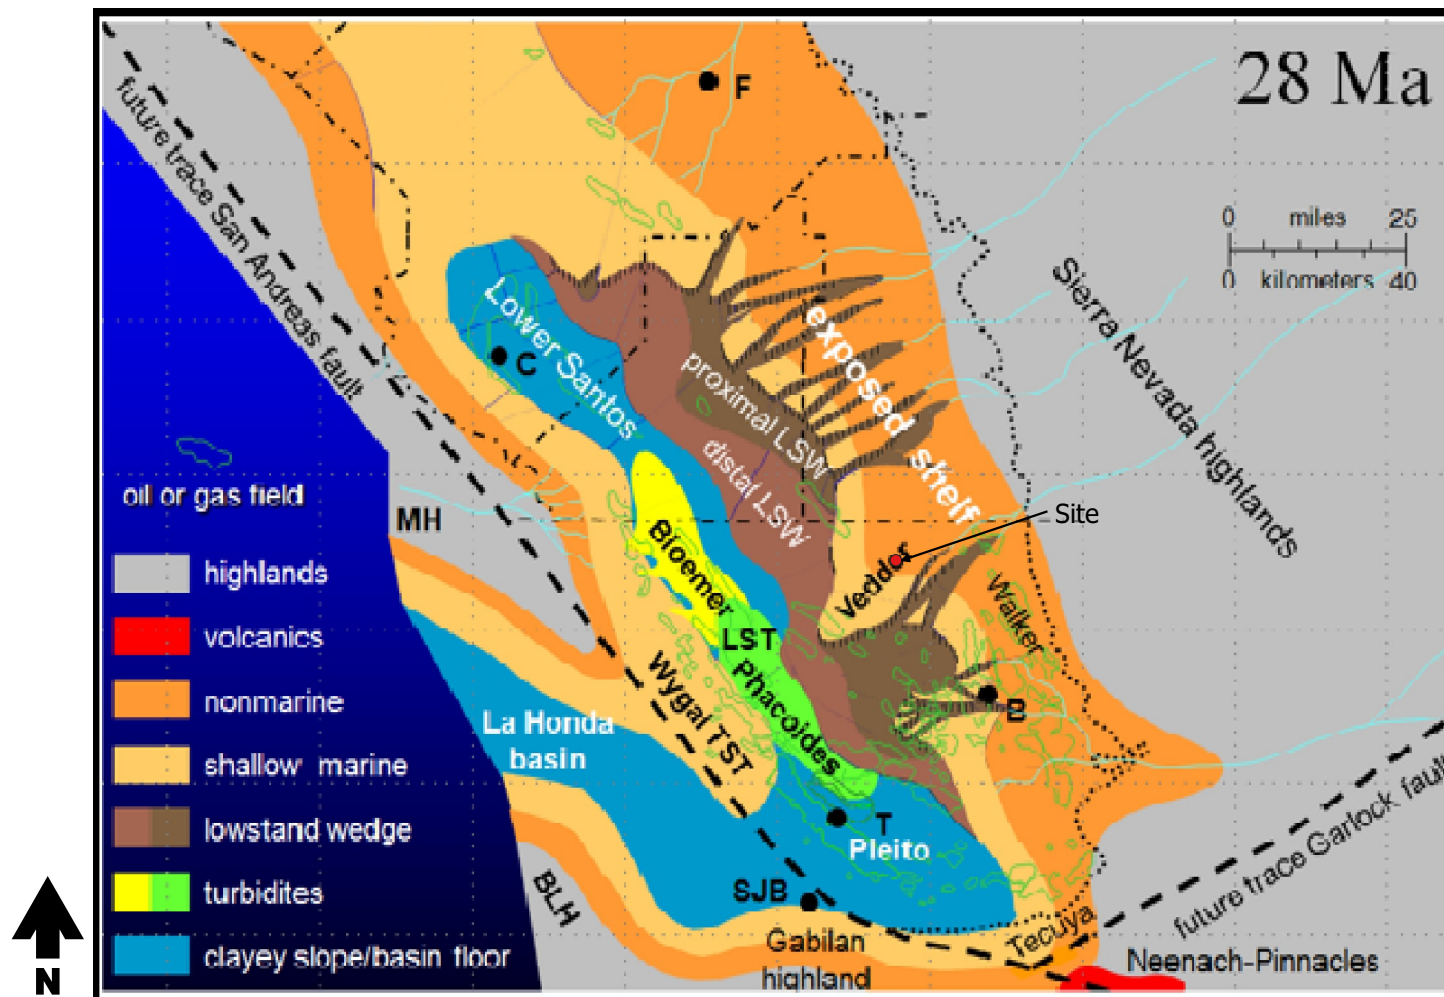 28 Ma
F
0 miles 25
0 kilometers 40
future trace San Andreas fault
Sierra Nevada highlands
exposed shelf
Lower Santos
C
proximal LSW
distal LSW
oil or gas field
MH
Site
Bloemer
Vedder
Walker
highlands
volcanics
nonmarine
shallow marine
lowstand wedge
turbidites
clayey slope/basin floor
LST
Phacoides
Wygal TST
B
La Honda
basin
T
Pleito
SJB
BLH
Gabilan
highland
Tecuya
future trace Garlock fault
Neenach-Pinnacles
N